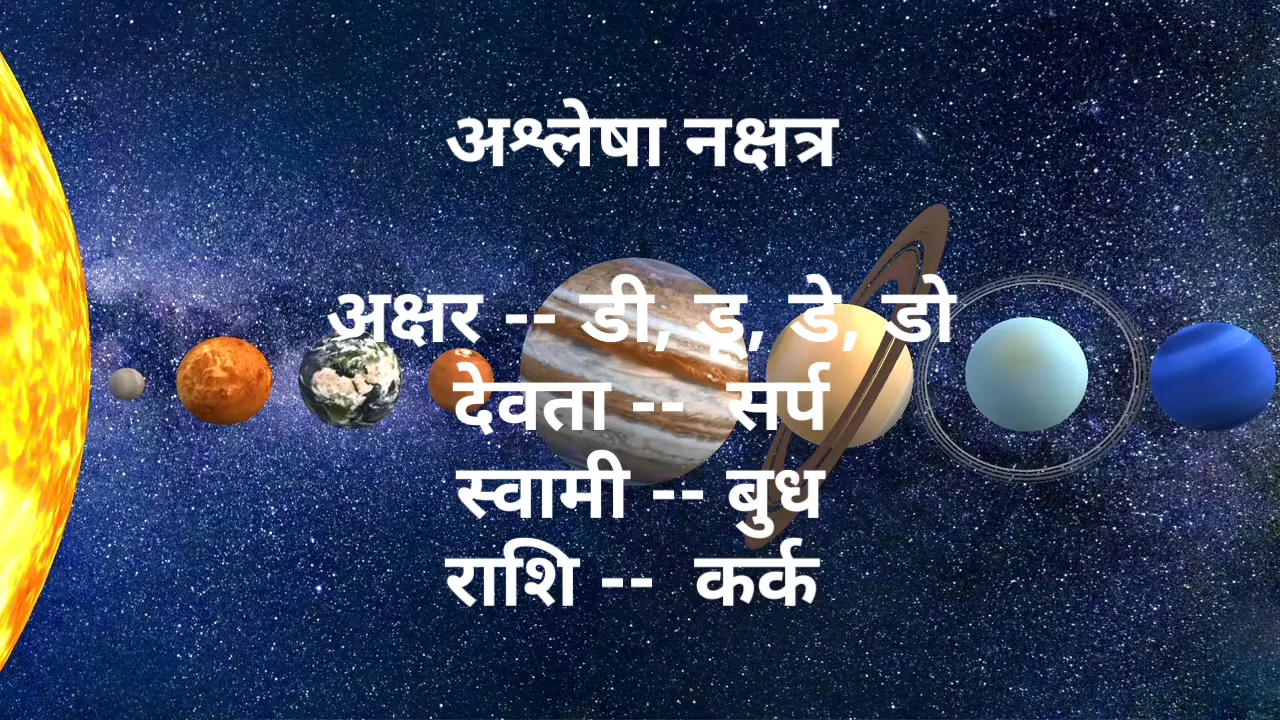 अश्लेषा नक्षत्र
अक्षर -- डी, डू, डे, डो
देवता -- सर्प
स्वामी -- बुध
राशि -- कर्क